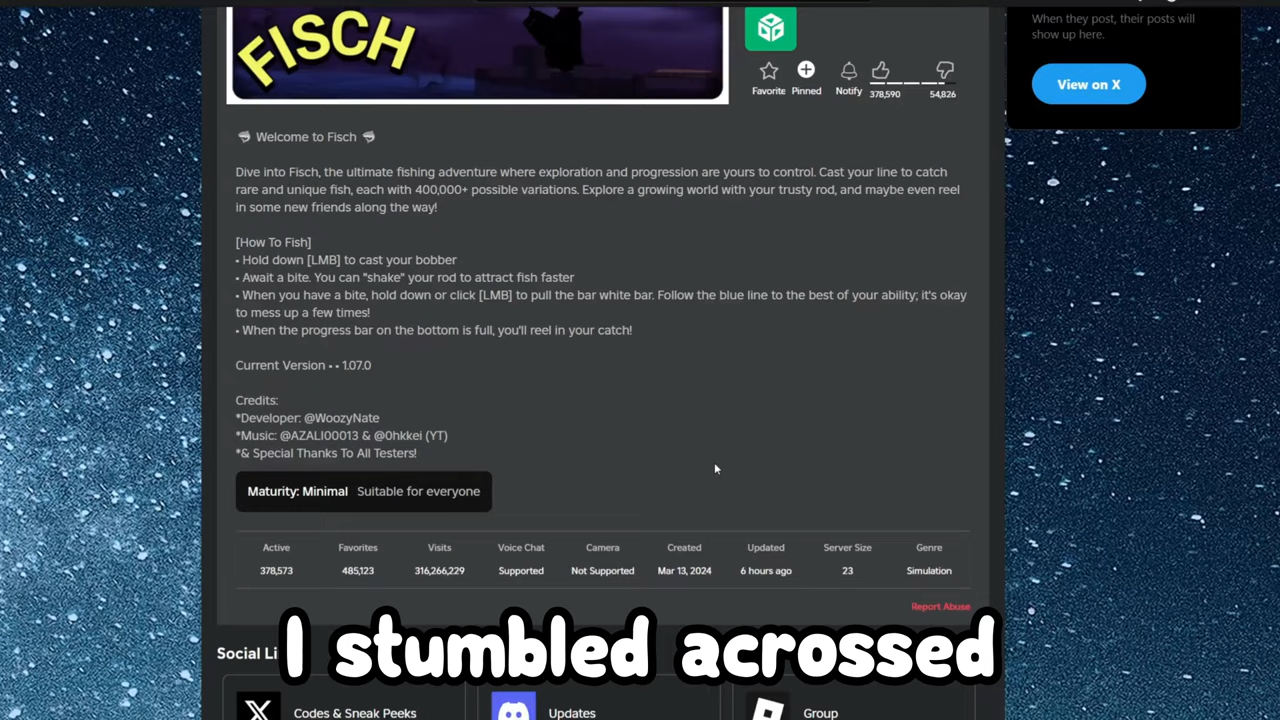 When they post, their posts will
show up here.
View on X
FISCH
Favorite Pinned Notify 378,590 54,826
Welcome to Fisch
Dive into Fisch, the ultimate fishing adventure where exploration and progression are yours to control. Cast your line to catch
rare and unique fish, each with 400,000+ possible variations. Explore a growing world with your trusty rod, and maybe even reel
in some new friends along the way!
[How To Fish]
• Hold down [LMB] to cast your bobber
• Await a bite. You can "shake" your rod to attract fish faster
• When you have a bite, hold down or click [LMB] to pull the bar white bar. Follow the blue line to the best of your ability; it's okay
to mess up a few times!
• When the progress bar on the bottom is full, you'll reel in your catch!
Current Version • • 1.07.0
Credits:
*Developer: @WoozyNate
*Music: @AZALI00013 & @0hkkei (YT)
*& Special Thanks To All Testers!
Maturity: Minimal Suitable for everyone
Active Favorites Visits Voice Chat Camera Created Updated Server Size Genre
378,573 485,123 316,266,229 Supported Not Supported Mar 13, 2024 6 hours ago 23 Simulation
Report Abuse
I stumbled acrossed
Social Li
Codes & Sneak Peeks Updates Group